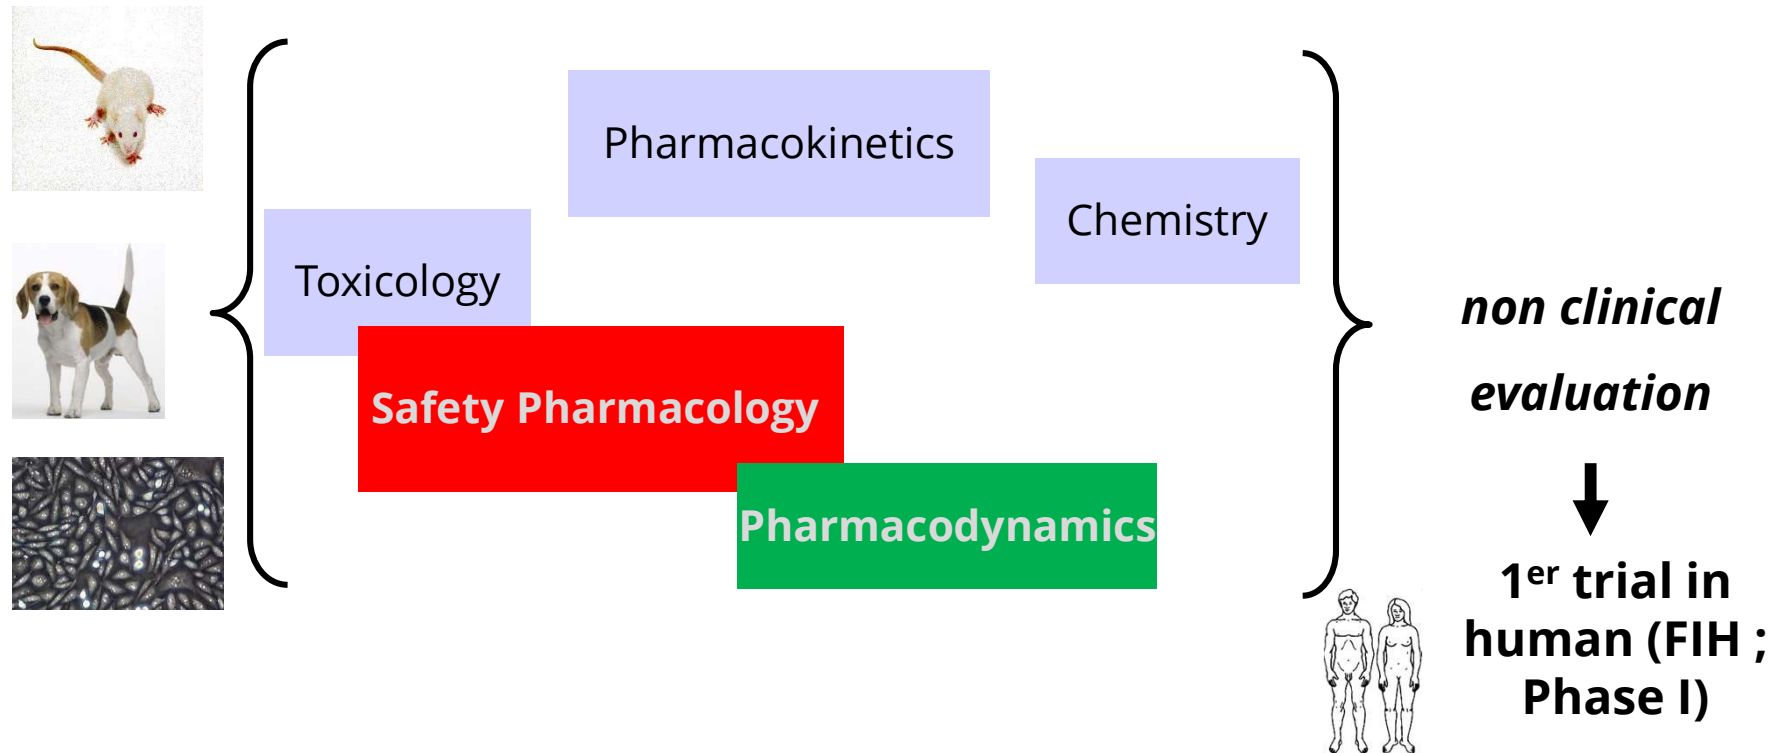 Pharmacokinetics
Chemistry
Toxicology
Safety Pharmacology
Pharmacodynamics
non clinical
evaluation
1er trial in
human (FIH ;
Phase I)